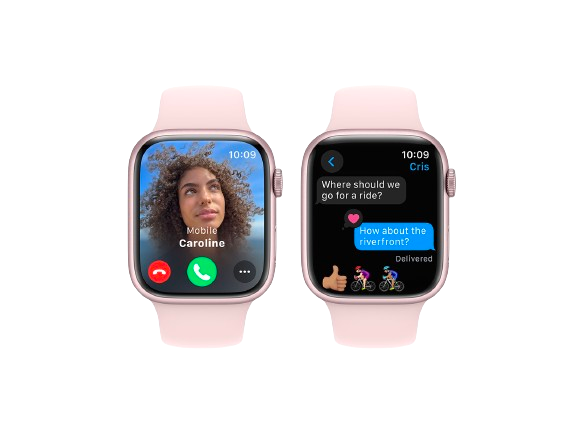 10:09
Mobile
Caroline
10:09
Cris
Where should we
go for a ride?
How about the
riverfront?
Delivered